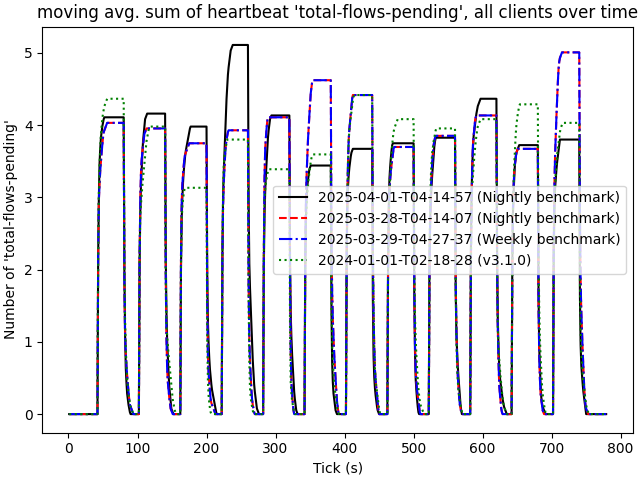 moving avg. sum of heartbeat 'total-flows-pending', all clients over time
Number of 'total-flows-pending'
5
4
3
2
1
0
2025-04-01-T04-14-57 (Nightly benchmark)
2025-03-28-T04-14-07 (Nightly benchmark)
2025-03-29-T04-27-37 (Weekly benchmark)
2024-01-01-T02-18-28 (v3.1.0)
0 100 200 300 400 500 600 700 800
Tick (s)